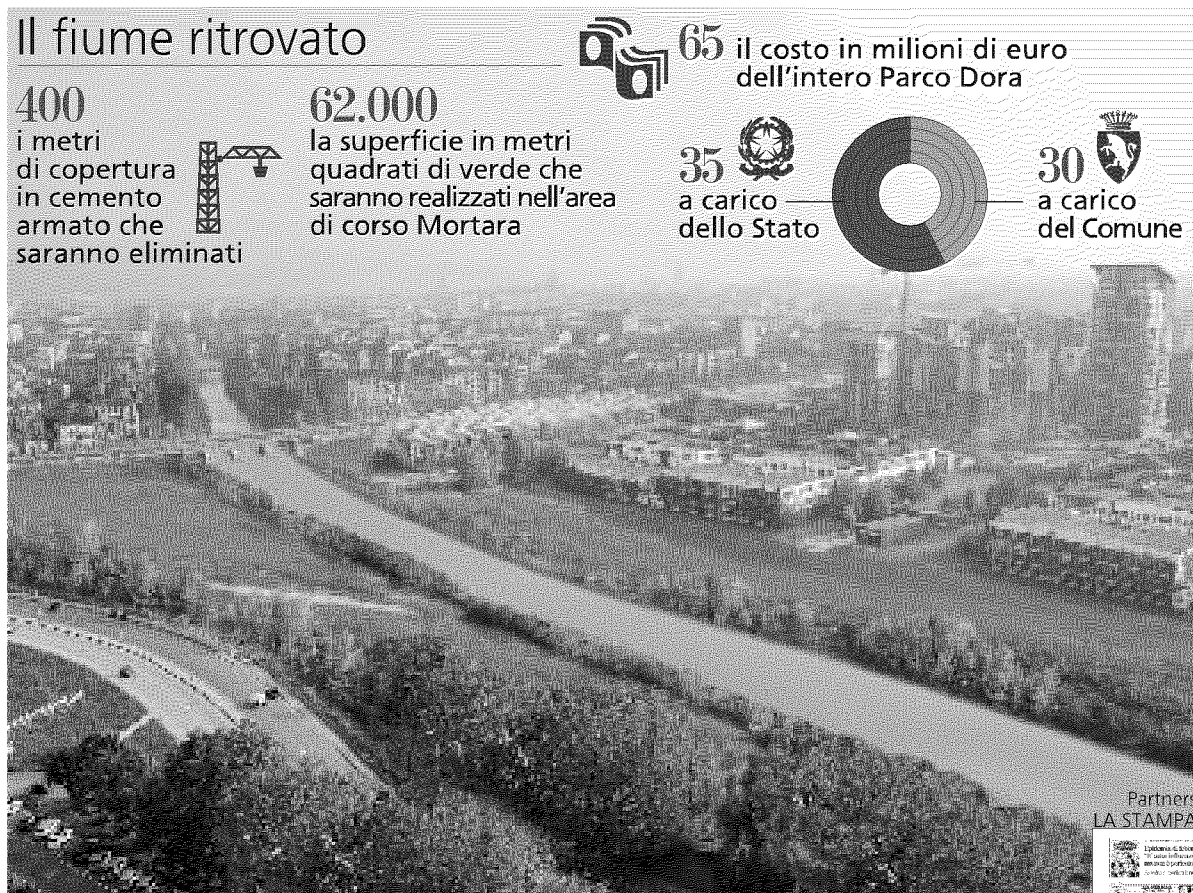 Il fiume ritrovato
400
i metri
di copertura
in cemento
armato che
saranno eliminati
62.000
la superficie in metri
quadrati di verde che
saranno realizzati nell'area
di corso Mortara
65 il costo in milioni di euro
dell'intero Parco Dora
35
a carico
dello Stato
30
a carico
del Comune
Partner
LA STAMPA